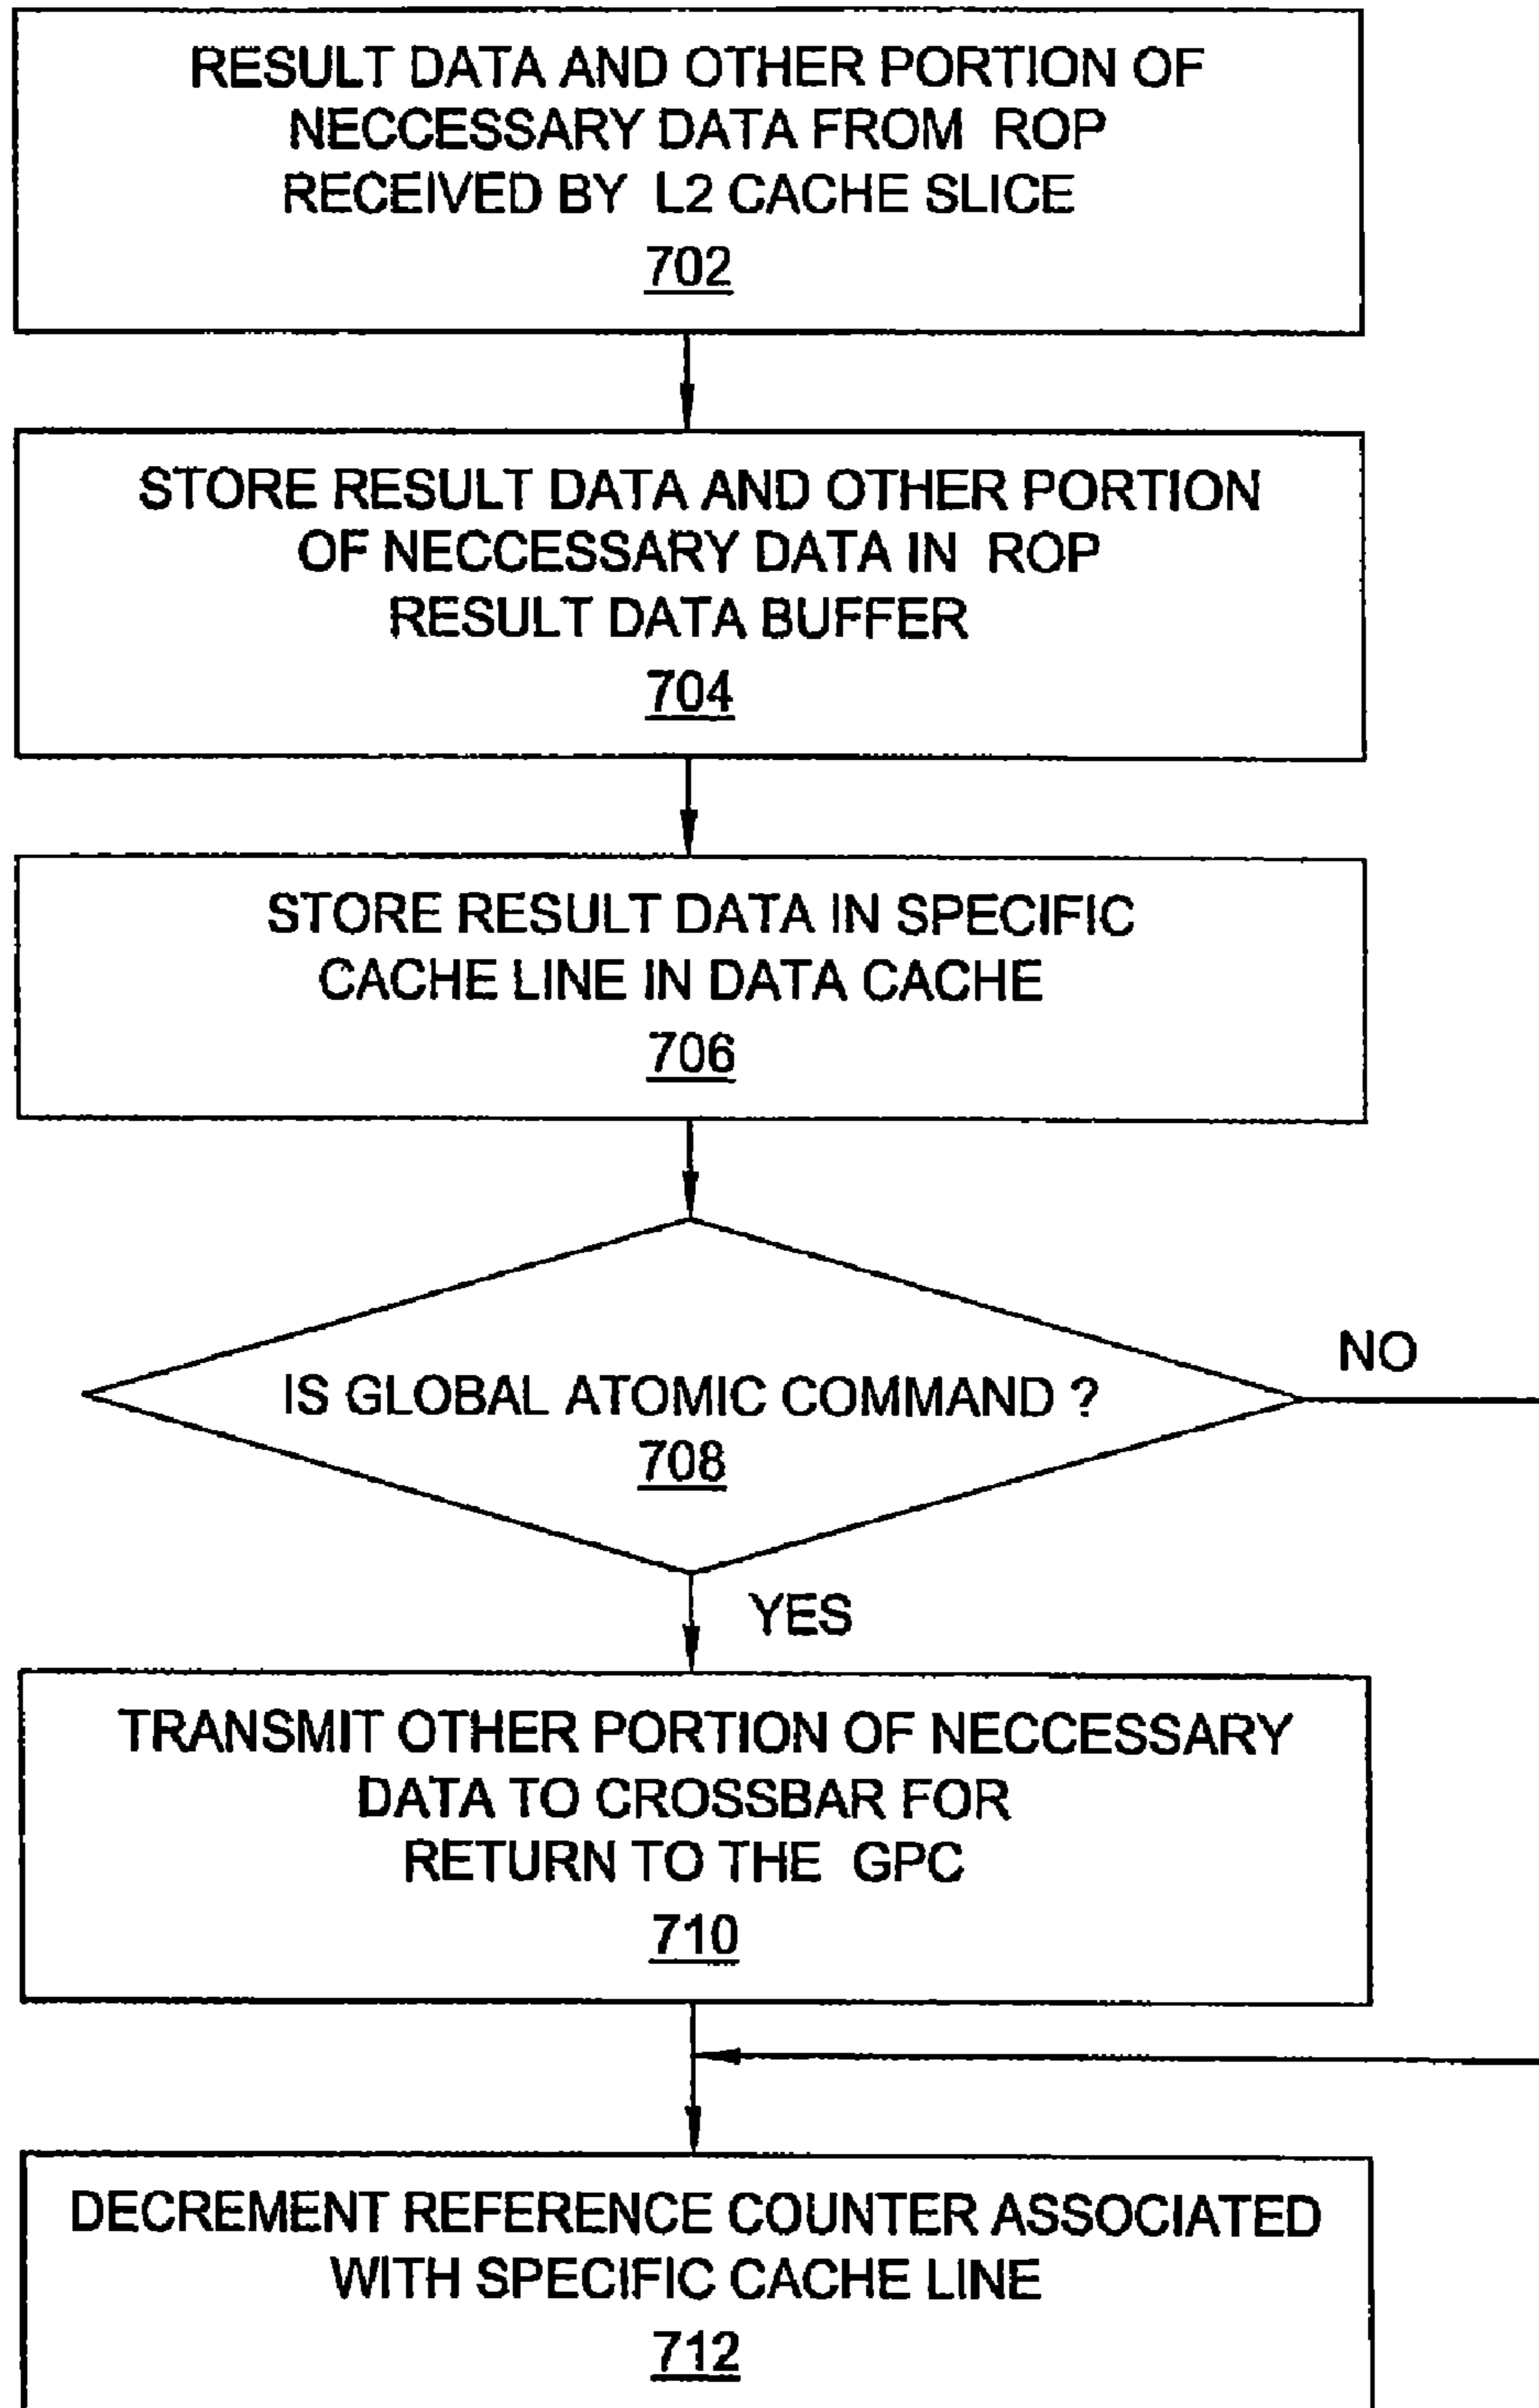 RESULT DATA AND OTHER PORTION OF
NECCESSARY DATA FROM ROP
RECEIVED BY L2 CACHE SLICE
702
STORE RESULT DATA AND OTHER PORTION
OF NECCESSARY DATA IN ROP
RESULT DATA BUFFER
704
STORE RESULT DATA IN SPECIFIC
CACHE LINE IN DATA CACHE
706
IS GLOBAL ATOMIC COMMAND ?
708
NO
YES
TRANSMIT OTHER PORTION OF NECCESSARY
DATA TO CROSSBAR FOR
RETURN TO THE GPC
710
DECREMENT REFERENCE COUNTER ASSOCIATED
WITH SPECIFIC CACHE LINE
712